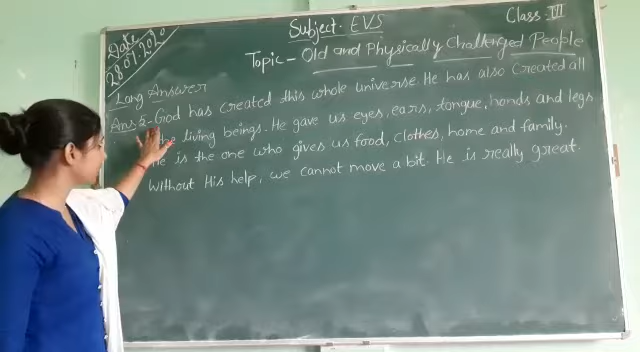 Date
28.07.2020
Subject- EVS
Class-III
Topic- Old and Physically Challenged People
Long Answer
Ans 5- God has created this whole universe. He has also created all
the living beings. He gave us eyes, ears, tongue, hands and legs.
He is the one who gives us food, clothes, home and family.
Without His help, we cannot move a bit. He is really great.